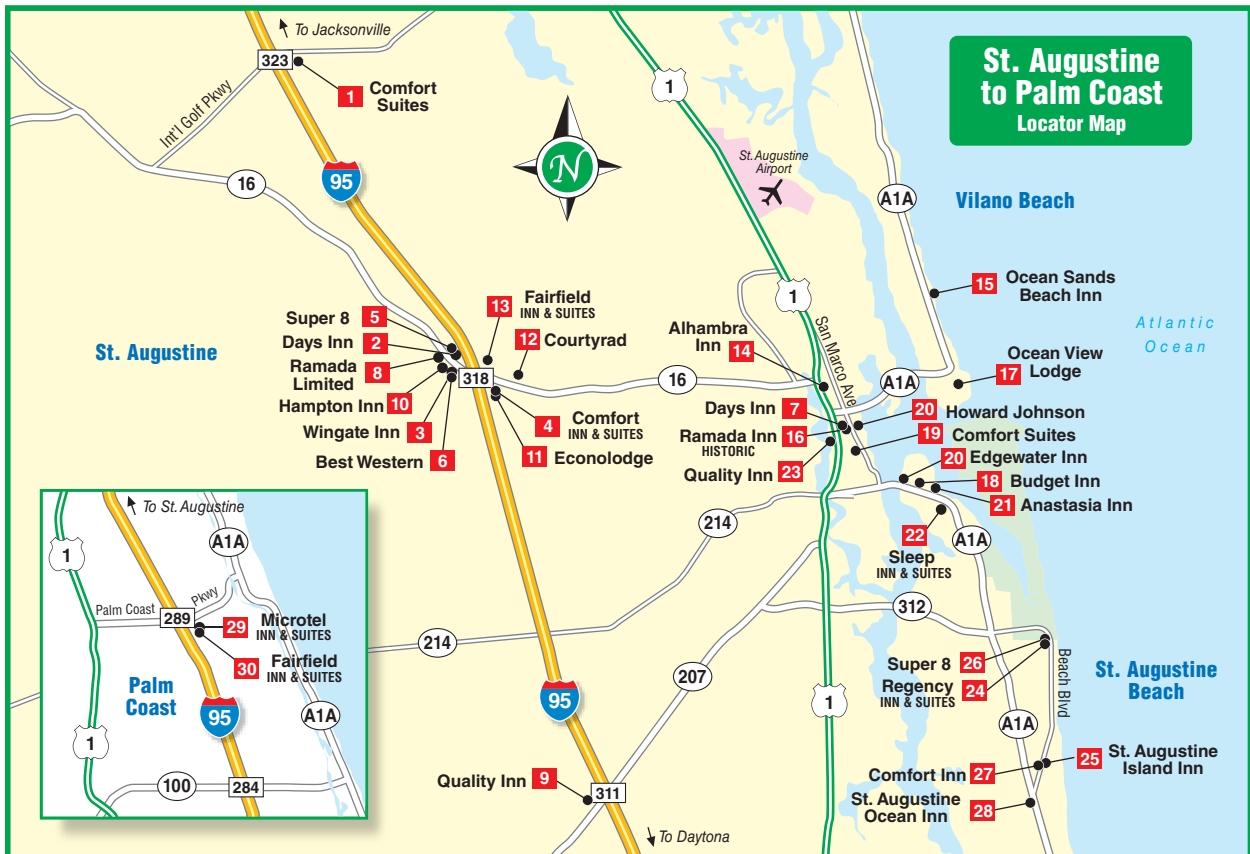 St. Augustine
to Palm Coast
Locator Map
To Jacksonville
323
1 Comfort
Suites
Int'l Golf Pkwy
95
16
N
1
St. Augustine
Airport
A1A
Vilano Beach
15 Ocean Sands
Beach Inn
Atlantic
Ocean
1
San Marco Ave
St. Augustine
Super 8 5
Days Inn 2
Ramada
Limited 8
Hampton Inn 10
Wingate Inn 3
Best Western 6
13 Fairfield
INN & SUITES
12 Courtyrad
318
16
4 Comfort
INN & SUITES
11 Econolodge
Alhambra
Inn 14
A1A
17 Ocean View
Lodge
Days Inn 7
Ramada Inn 16
HISTORIC
Quality Inn 23
20 Howard Johnson
19 Comfort Suites
20 Edgewater Inn
18 Budget Inn
21 Anastasia Inn
22
Sleep
INN & SUITES
A1A
214
312
214
207
95
1
Super 8 26
Regency 24
INN & SUITES
Beach Blvd
St. Augustine
Beach
A1A
25 St. Augustine
Island Inn
Comfort Inn 27
St. Augustine
Ocean Inn 28
Quality Inn 9
311
To Daytona
To St. Augustine
1
A1A
Palm Coast Pkwy
289
29 Microtel
INN & SUITES
30 Fairfield
INN & SUITES
Palm
Coast
95
A1A
1
100
284